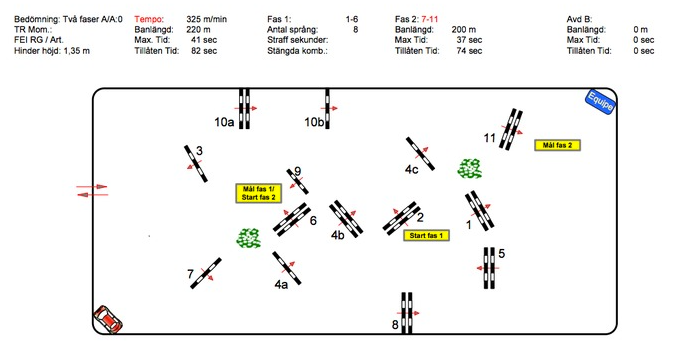 Bedömning: Två faser A/A:0 Tempo: 325 m/min Fas 1: 1-6 Fas 2: 7-11 Avd B:
TR Mom.: Banlängd: 220 m Antal språng: 8 Banlängd: 200 m Banlängd: 0 m
FEI RG / Art. Max. Tid: 41 sec Straff sekunder: Max Tid: 37 sec Max Tid: 0 sec
Hinder höjd: 1,35 m Tillåten Tid: 82 sec Stängda komb.: Tillåten Tid: 74 sec Tillåten Tid: 0 sec
Equipe
10a
10b
11
Mål fas 2
3
4c
9
Mål fas 1/
Start fas 2
6
4b
2
1
Start fas 1
5
7
4a
8